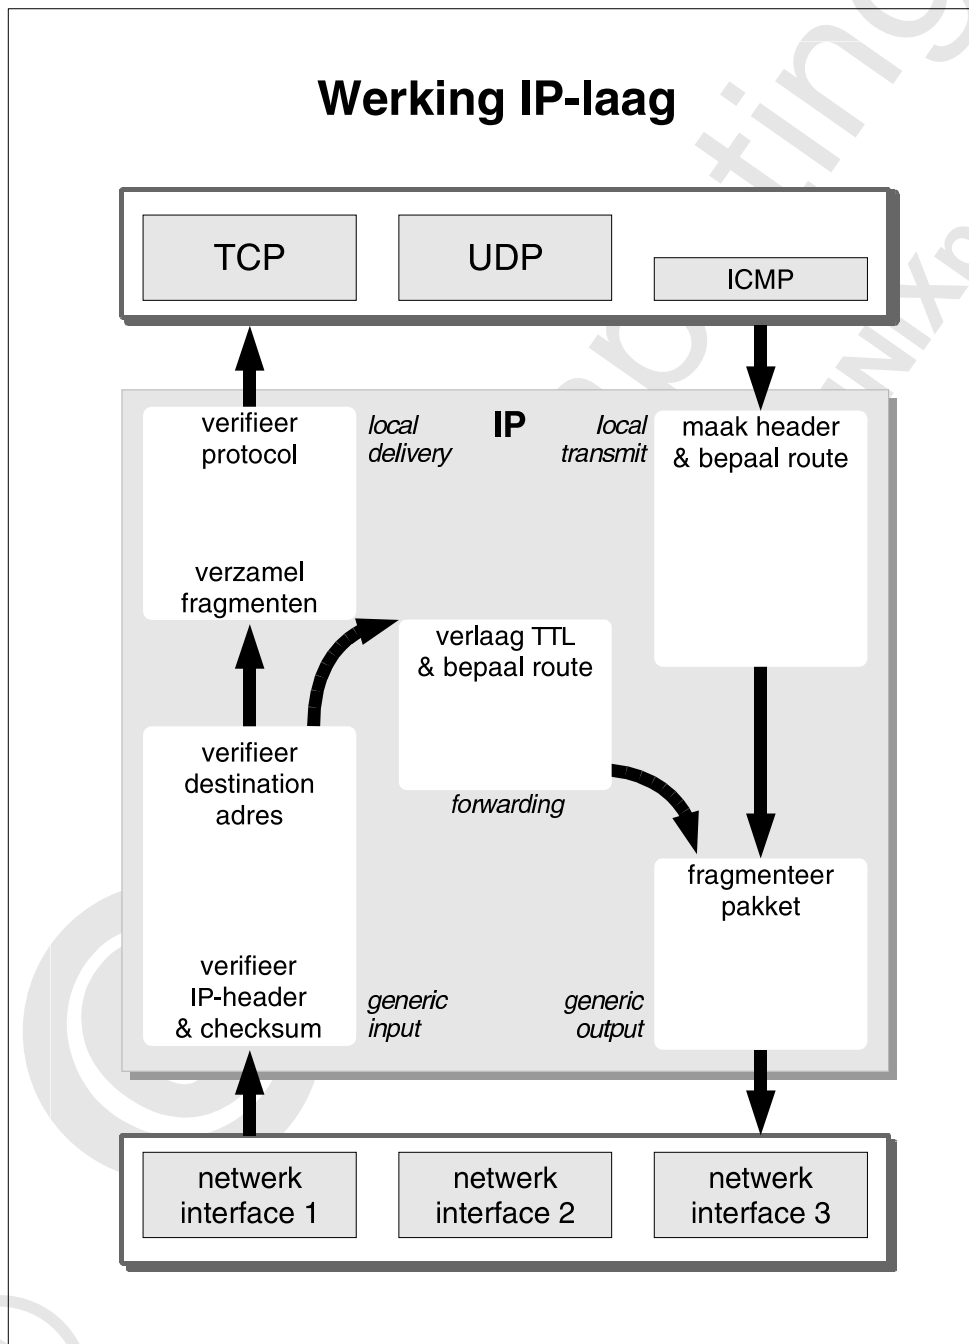 Werking IP-laag
TCP
UDP
ICMP
verifieer
protocol
local
delivery
IP
local
transmit
maak header
& bepaal route
verzamel
fragmenten
verlaag TTL
& bepaal route
forwarding
verifieer
destination
adres
fragmenteer
pakket
verifieer
IP-header
& checksum
generic
input
generic
output
netwerk
interface 1
netwerk
interface 2
netwerk
interface 3